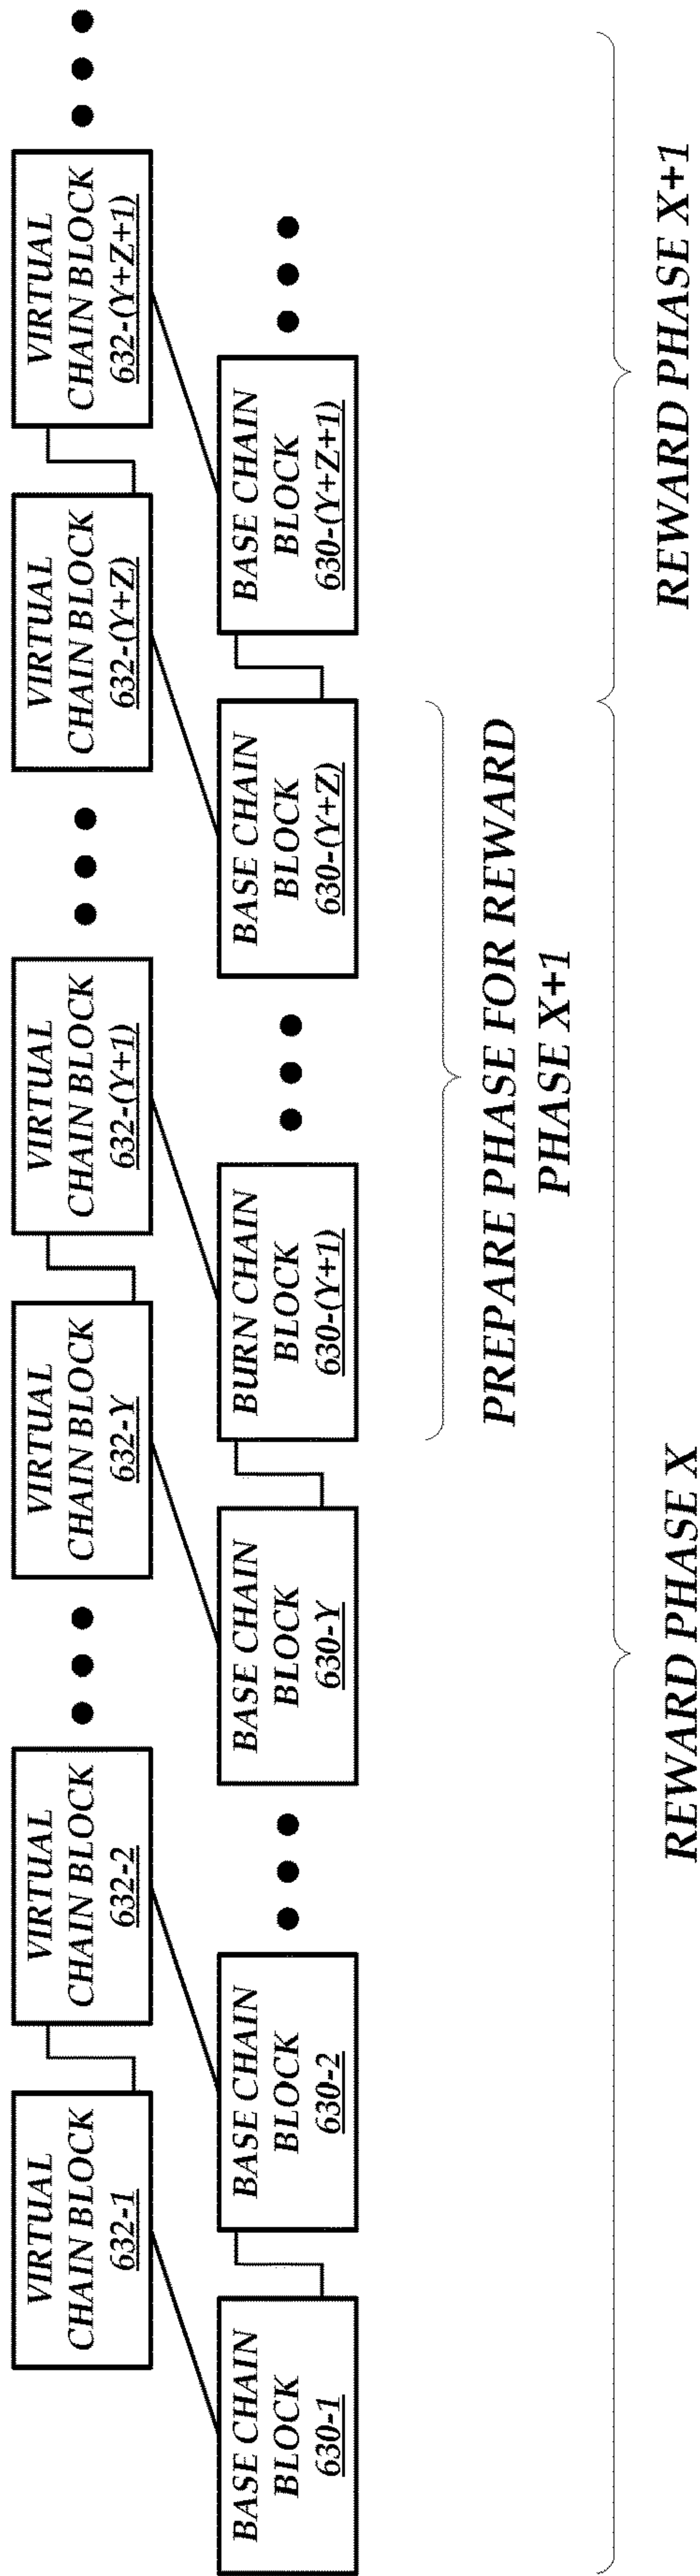 VIRTUAL
CHAIN BLOCK
632-1
VIRTUAL
CHAIN BLOCK
632-2
VIRTUAL
CHAIN BLOCK
632-Y
VIRTUAL
CHAIN BLOCK
632-(Y+1)
VIRTUAL
CHAIN BLOCK
632-(Y+Z)
VIRTUAL
CHAIN BLOCK
632-(Y+Z+1)
BASE CHAIN
BLOCK
630-1
BASE CHAIN
BLOCK
630-2
BASE CHAIN
BLOCK
630-Y
BURN CHAIN
BLOCK
630-(Y+1)
BASE CHAIN
BLOCK
630-(Y+Z)
BASE CHAIN
BLOCK
630-(Y+Z+1)
PREPARE PHASE FOR REWARD
PHASE X+1
REWARD PHASE X
REWARD PHASE X+1